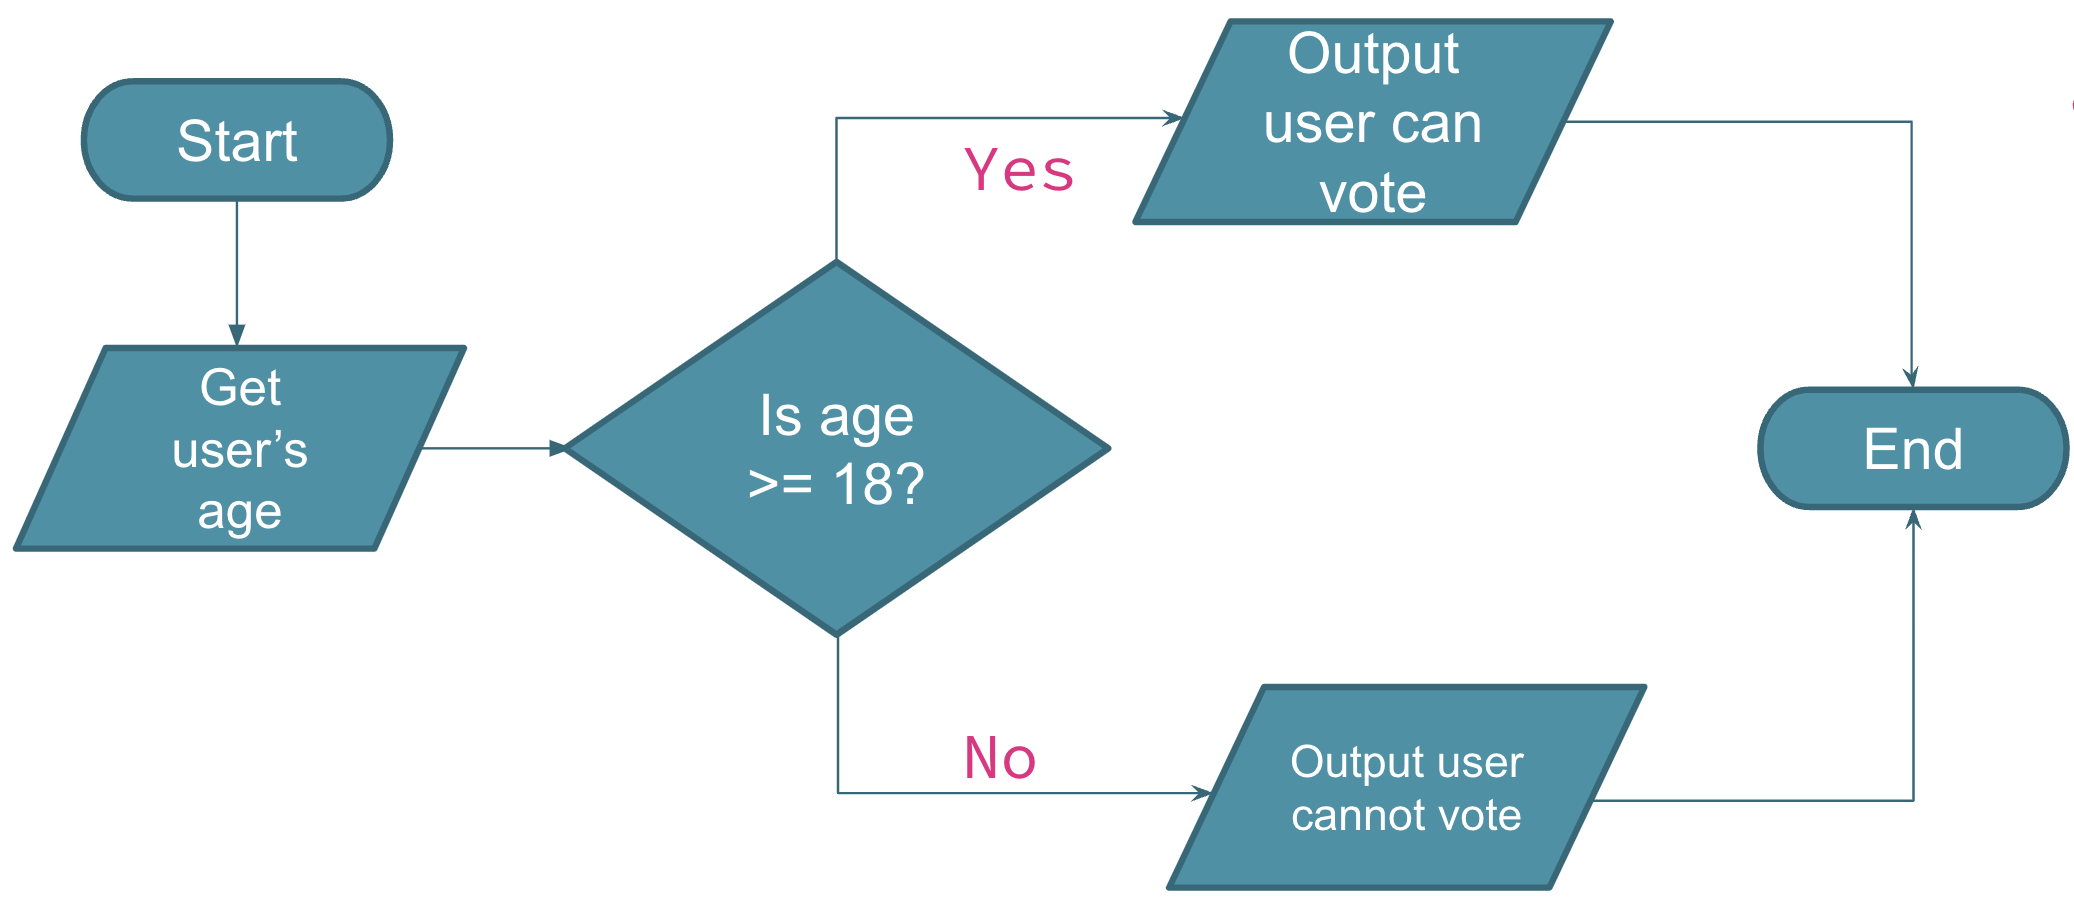 Start
Get
user’s
age
Is age
>= 18?
Yes
Output
user can
vote
No
Output user
cannot vote
End